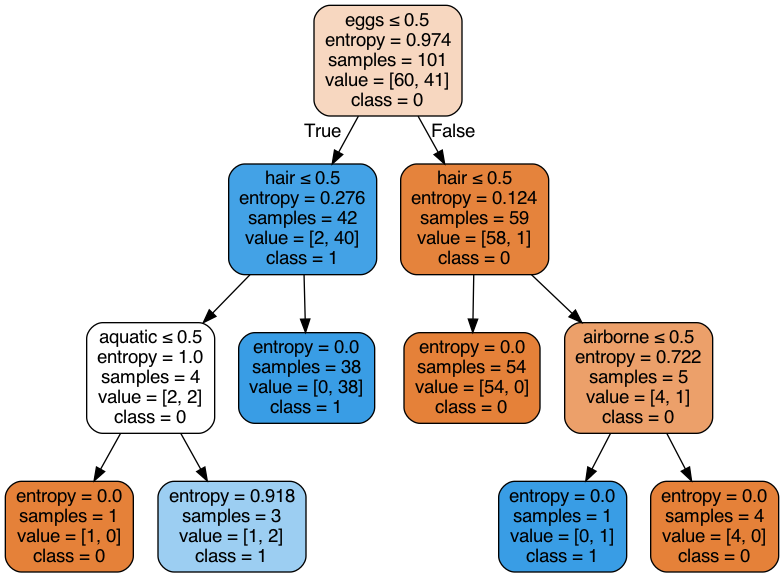 eggs ≤ 0.5
entropy = 0.974
samples = 101
value = [60, 41]
class = 0
True
False
hair ≤ 0.5
entropy = 0.276
samples = 42
value = [2, 40]
class = 1
hair ≤ 0.5
entropy = 0.124
samples = 59
value = [58, 1]
class = 0
aquatic ≤ 0.5
entropy = 1.0
samples = 4
value = [2, 2]
class = 0
entropy = 0.0
samples = 38
value = [0, 38]
class = 1
entropy = 0.0
samples = 54
value = [54, 0]
class = 0
airborne ≤ 0.5
entropy = 0.722
samples = 5
value = [4, 1]
class = 0
entropy = 0.0
samples = 1
value = [1, 0]
class = 0
entropy = 0.918
samples = 3
value = [1, 2]
class = 1
entropy = 0.0
samples = 1
value = [0, 1]
class = 1
entropy = 0.0
samples = 4
value = [4, 0]
class = 0